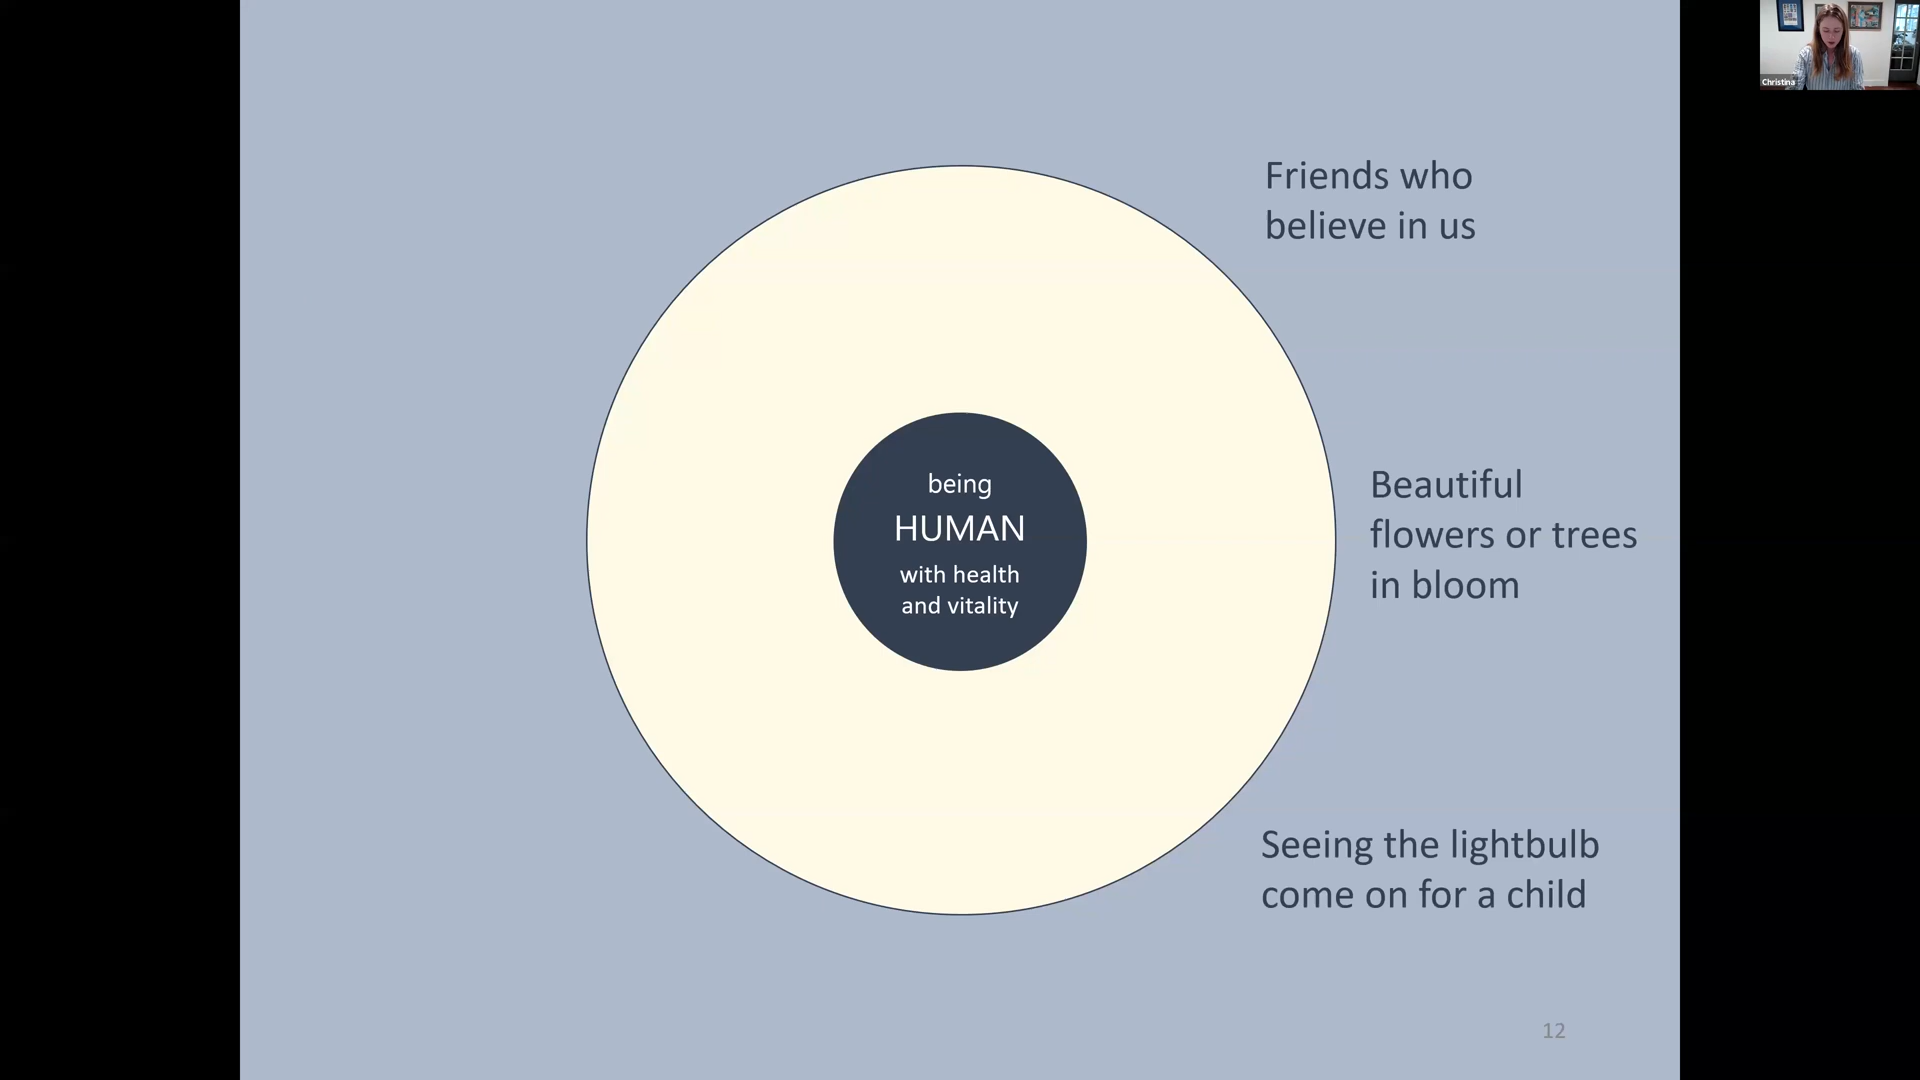 Christina
Friends who
believe in us
being
HUMAN
with health
and vitality
Beautiful
flowers or trees
in bloom
Seeing the lightbulb
come on for a child
12